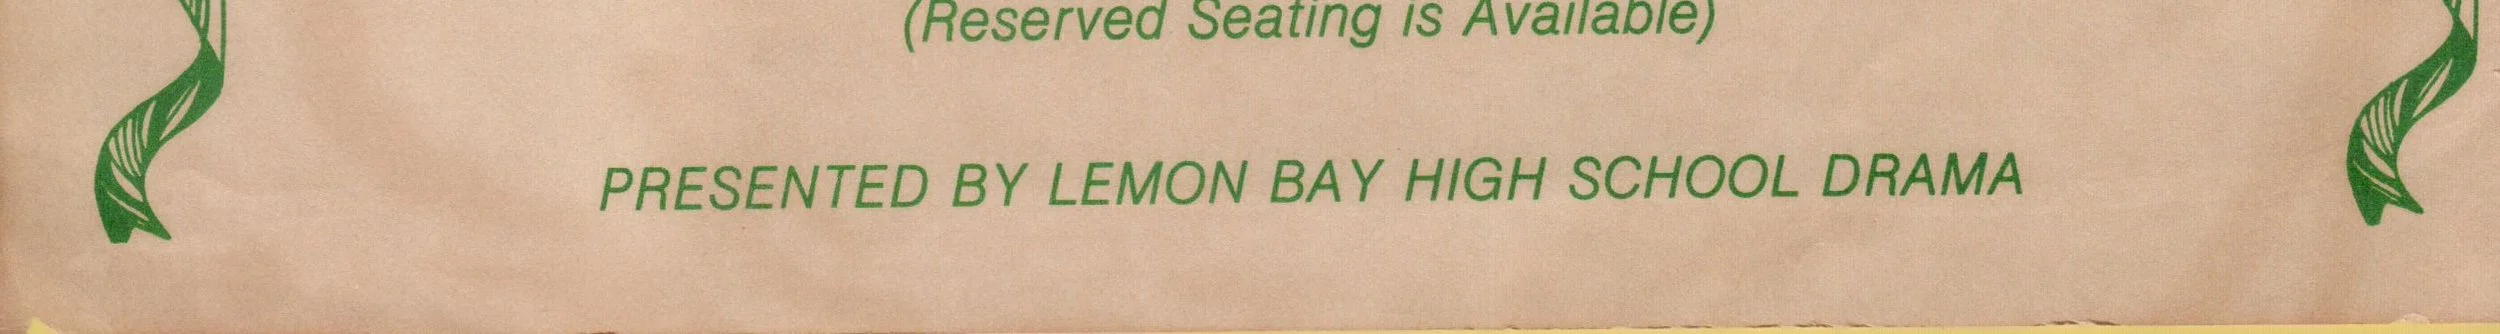 (Reserved Seating is Available)
PRESENTED BY LEMON BAY HIGH SCHOOL DRAMA